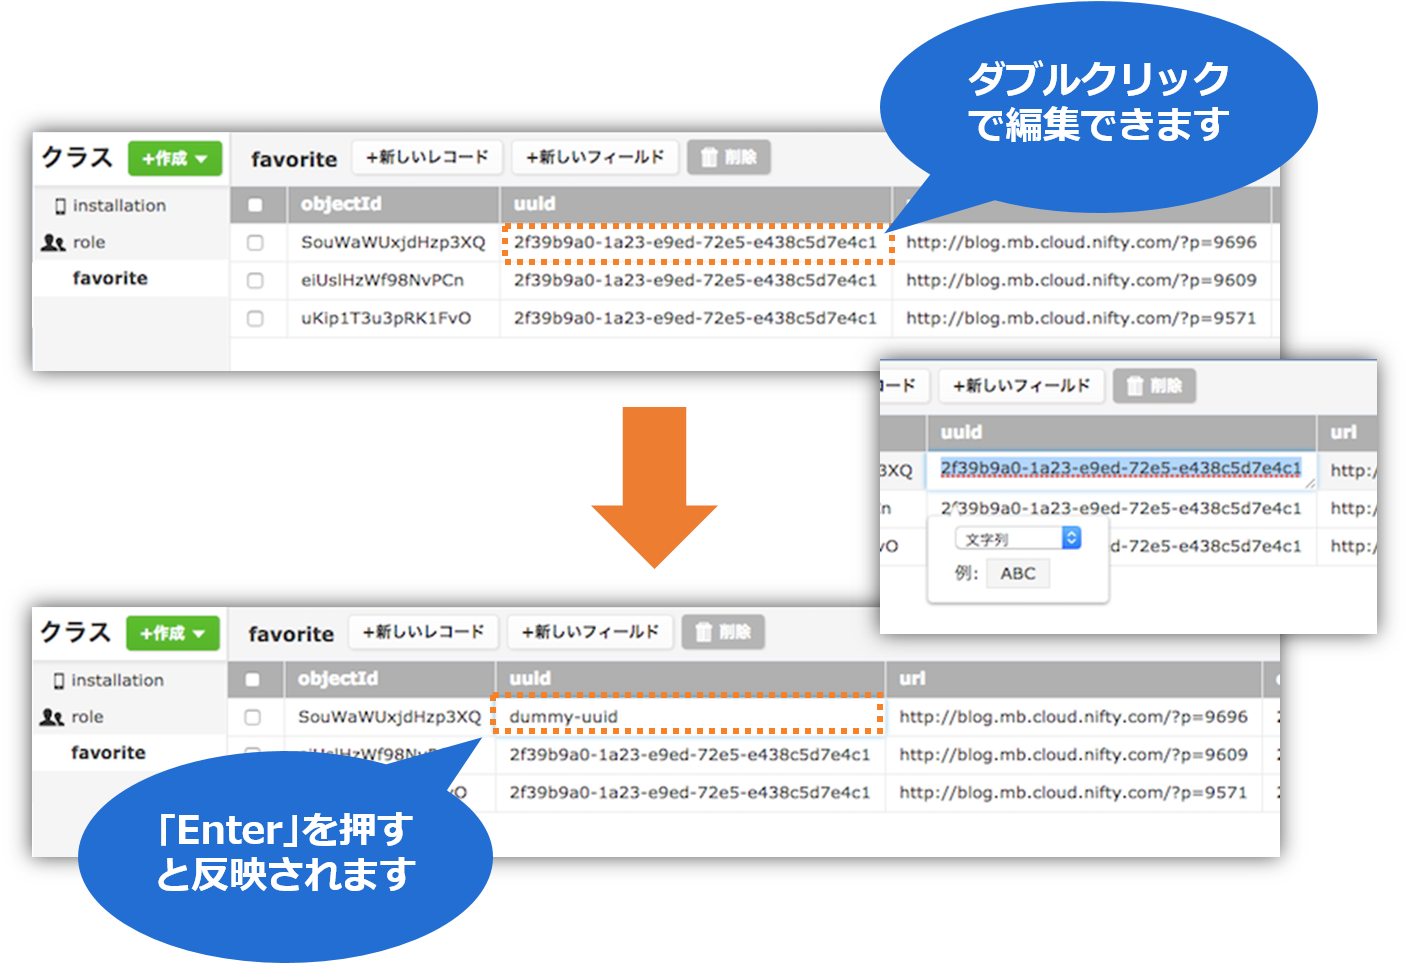 ダブルクリック
で編集できます
クラス +作成 favorite +新しいレコード +新しいフィールド 削除
installation objectId uuid
role SouWaWUxjdHzp3XQ 2f39b9a0-1a23-e9ed-72e5-e438c5d7e4c1 http://blog.mb.cloud.nifty.com/?p=9696
favorite eiUslHzWf98NvPCn 2f39b9a0-1a23-e9ed-72e5-e438c5d7e4c1 http://blog.mb.cloud.nifty.com/?p=9609
uKip1T3u3pRK1FvO 2f39b9a0-1a23-e9ed-72e5-e438c5d7e4c1 http://blog.mb.cloud.nifty.com/?p=9571
コード +新しいフィールド 削除
uuid url
3XQ 2f39b9a0-1a23-e9ed-72e5-e438c5d7e4c1 http:/
Cn 2f39b9a0-1a23-e9ed-72e5-e438c5d7e4c1 http:/
vO d-72e5-e438c5d7e4c1 http:/
文字列
例: ABC
クラス +作成 favorite +新しいレコード +新しいフィールド 削除
installation objectId uuid url
role SouWaWUxjdHzp3XQ dummy-uuid http://blog.mb.cloud.nifty.com/?p=9696
favorite eiUslHzWf98NvPCn 2f39b9a0-1a23-e9ed-72e5-e438c5d7e4c1 http://blog.mb.cloud.nifty.com/?p=9609
vO 2f39b9a0-1a23-e9ed-72e5-e438c5d7e4c1 http://blog.mb.cloud.nifty.com/?p=9571
「Enter」を押す
と反映されます